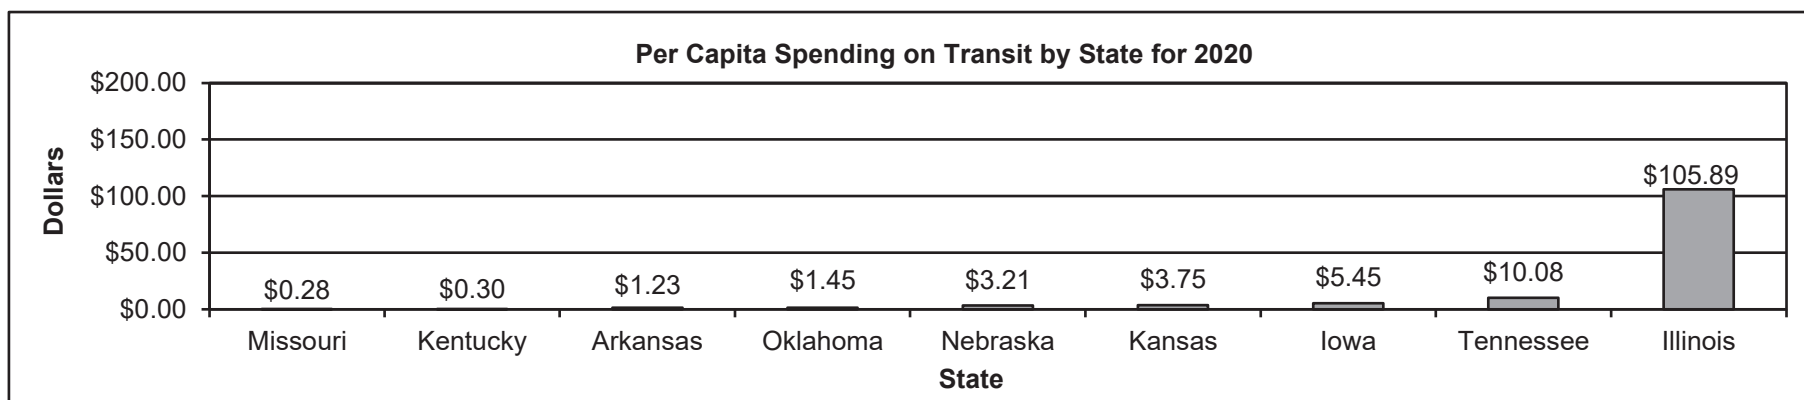 Per Capita Spending on Transit by State for 2020
$200.00
$150.00
$100.00
$50.00
$0.00
Dollars
$0.28
$0.30
$1.23
$1.45
$3.21
$3.75
$5.45
$10.08
$105.89
Missouri
Kentucky
Arkansas
Oklahoma
Nebraska
Kansas
Iowa
Tennessee
Illinois
State